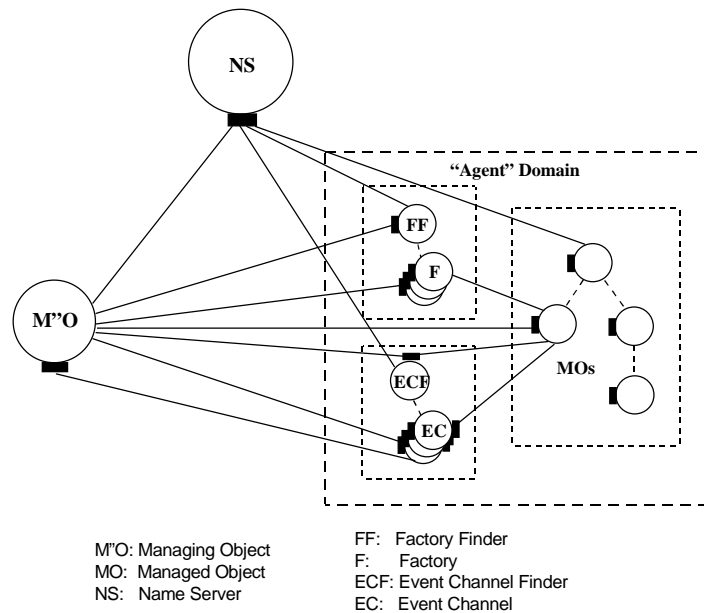 NS
“Agent” Domain
FF
F
M”O
MOs
ECF
EC
M”O: Managing Object
MO: Managed Object
NS: Name Server
FF: Factory Finder
F: Factory
ECF: Event Channel Finder
EC: Event Channel